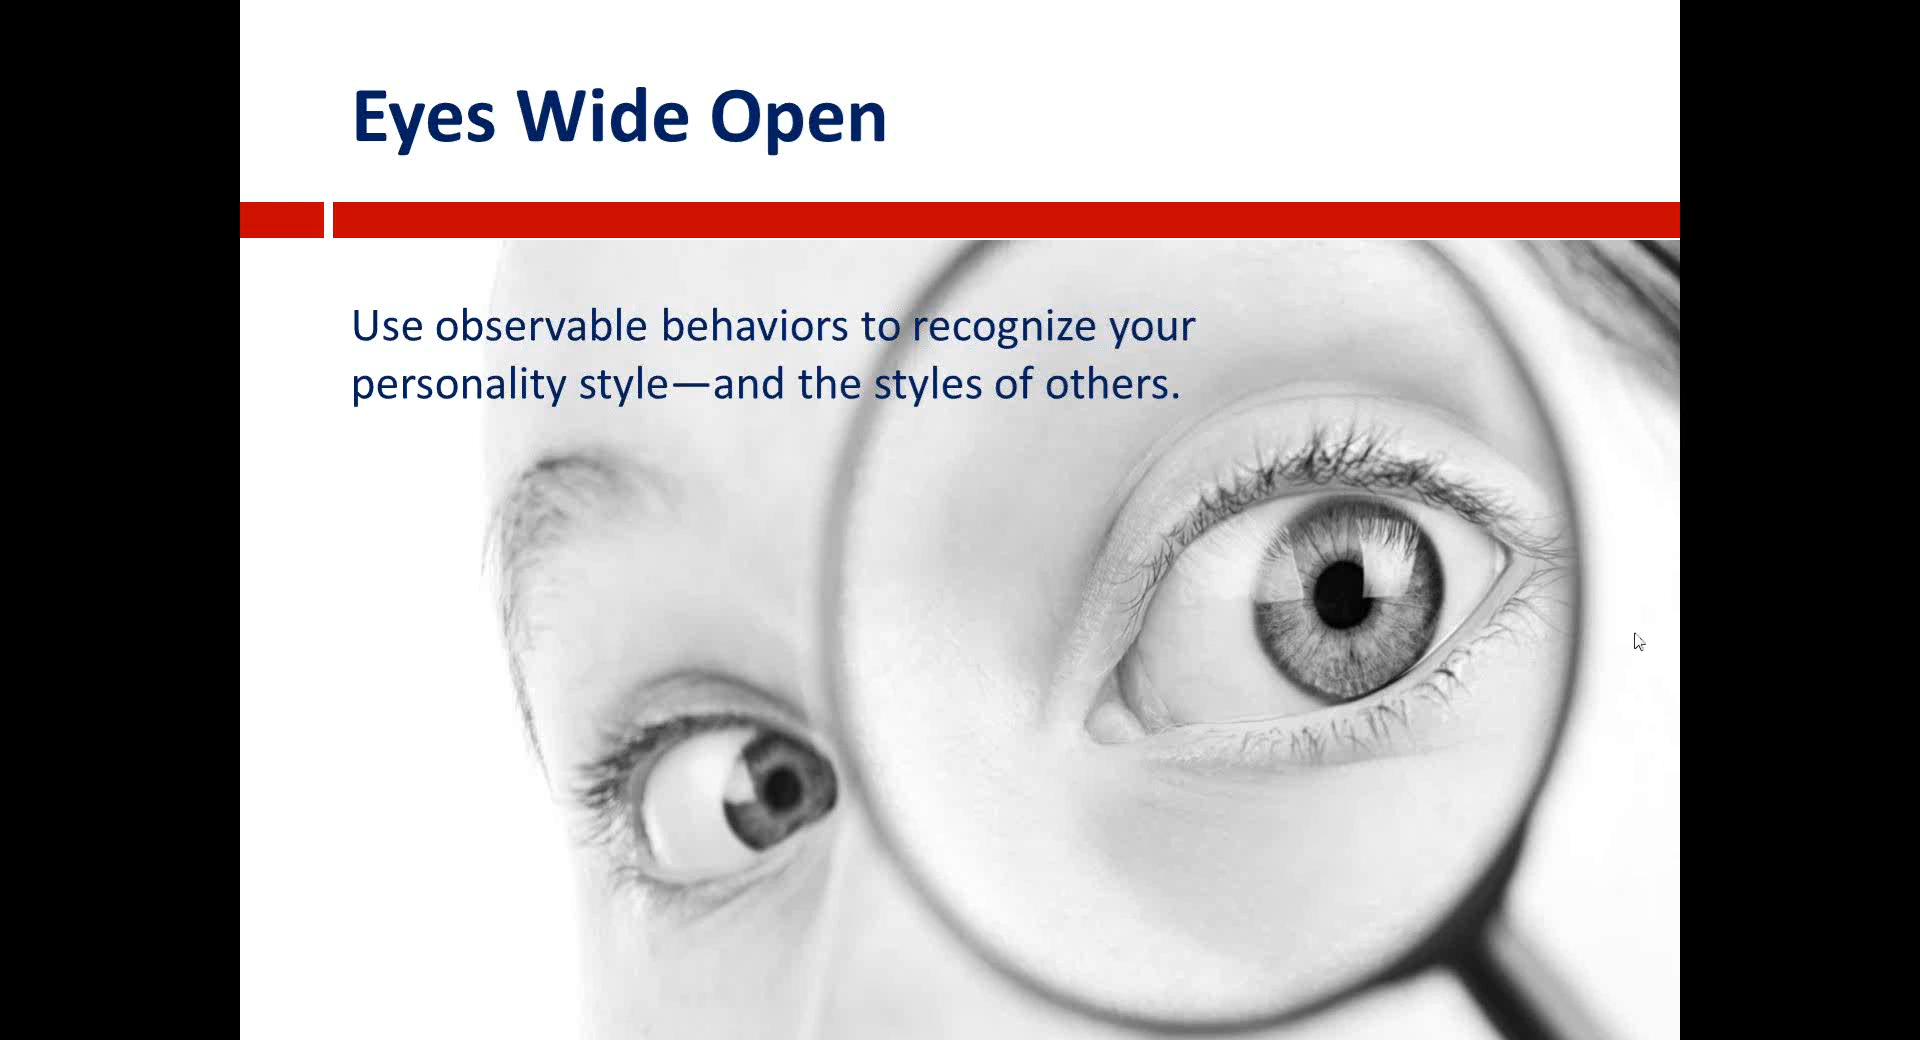 Eyes Wide Open
Use observable behaviors to recognize your
personality style—and the styles of others.